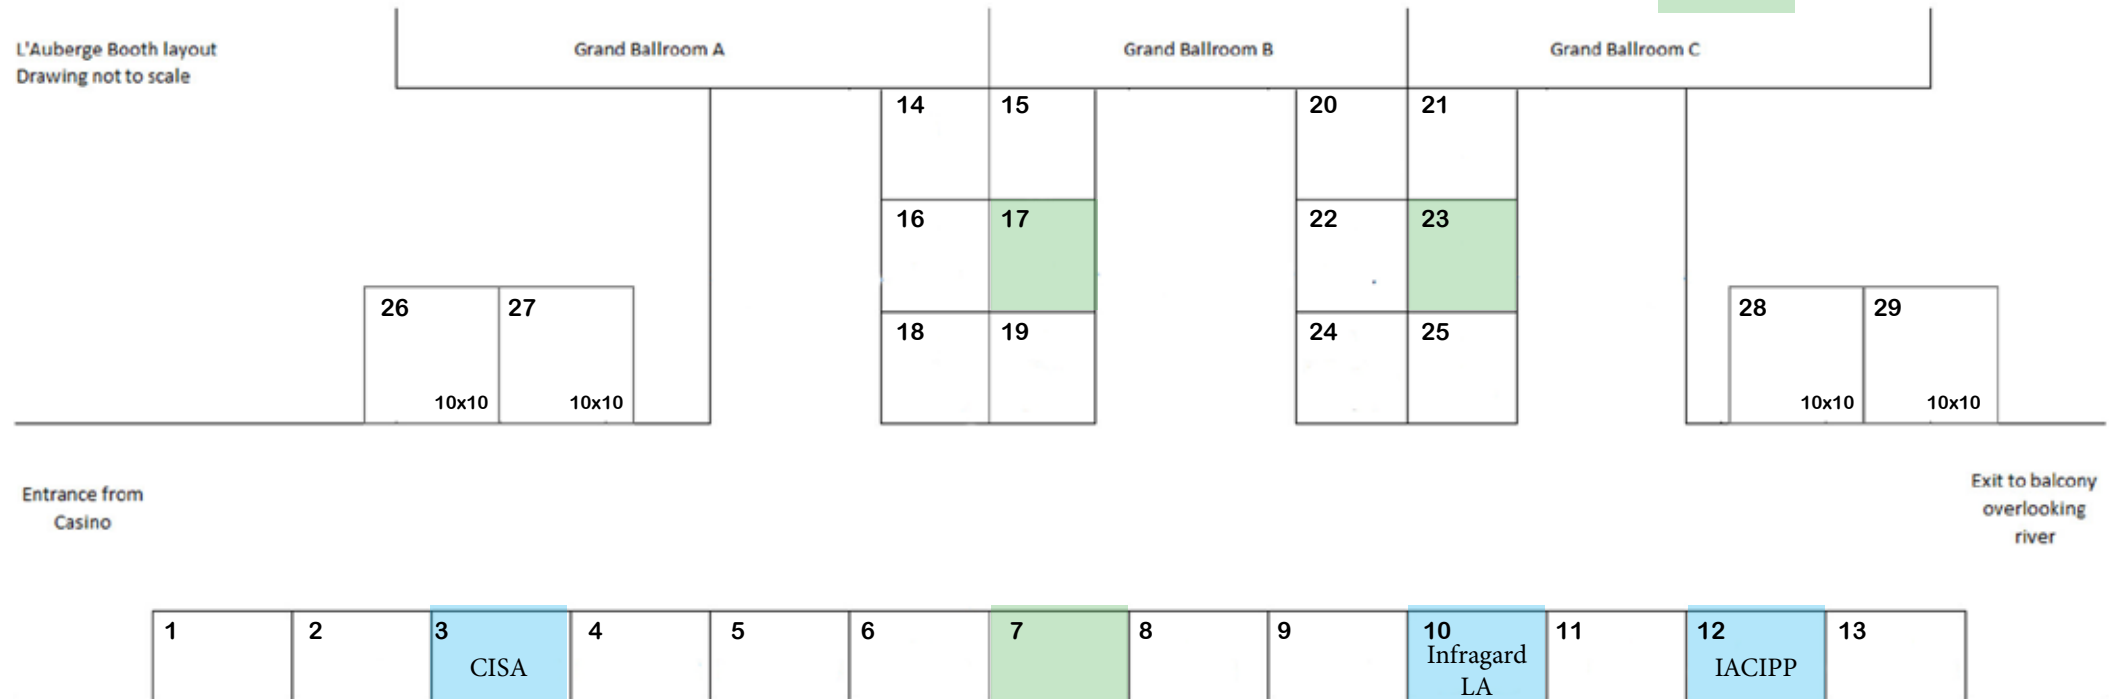 L'Auberge Booth layout
Drawing not to scale
Grand Ballroom A
Grand Ballroom B
Grand Ballroom C
14
15
20
21
16
17
22
23
26
27
28
29
18
19
24
25
10x10
10x10
10x10
10x10
Entrance from
Casino
Exit to balcony
overlooking
river
1
2
3
CISA
4
5
6
7
8
9
10
Infragard
LA
11
12
IACIPP
13